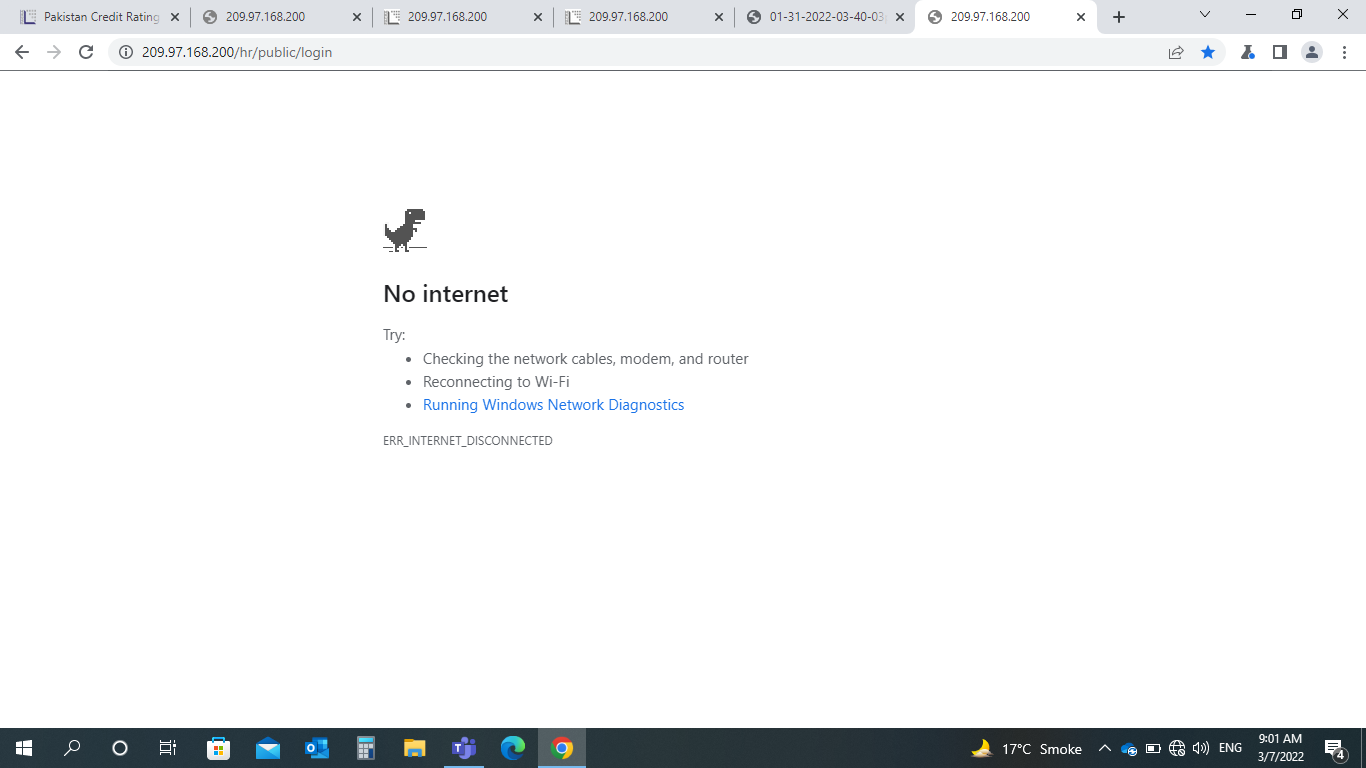 Pakistan Credit Rating
209.97.168.200
209.97.168.200
209.97.168.200
01-31-2022-03-40-03
209.97.168.200
209.97.168.200/hr/public/login
No internet
Try:
Checking the network cables, modem, and router
Reconnecting to Wi-Fi
Running Windows Network Diagnostics
ERR_INTERNET_DISCONNECTED
17°C Smoke
ENG
9:01 AM
3/7/2022
4